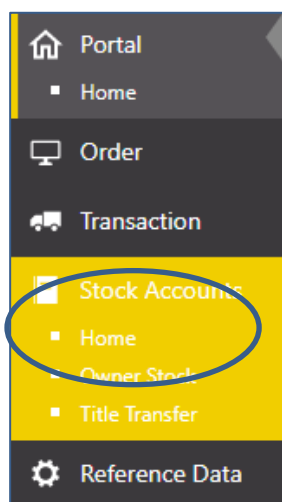 Portal
Home
Order
Transaction
Stock Accounts
Home
Owner Stock
Title Transfer
Reference Data